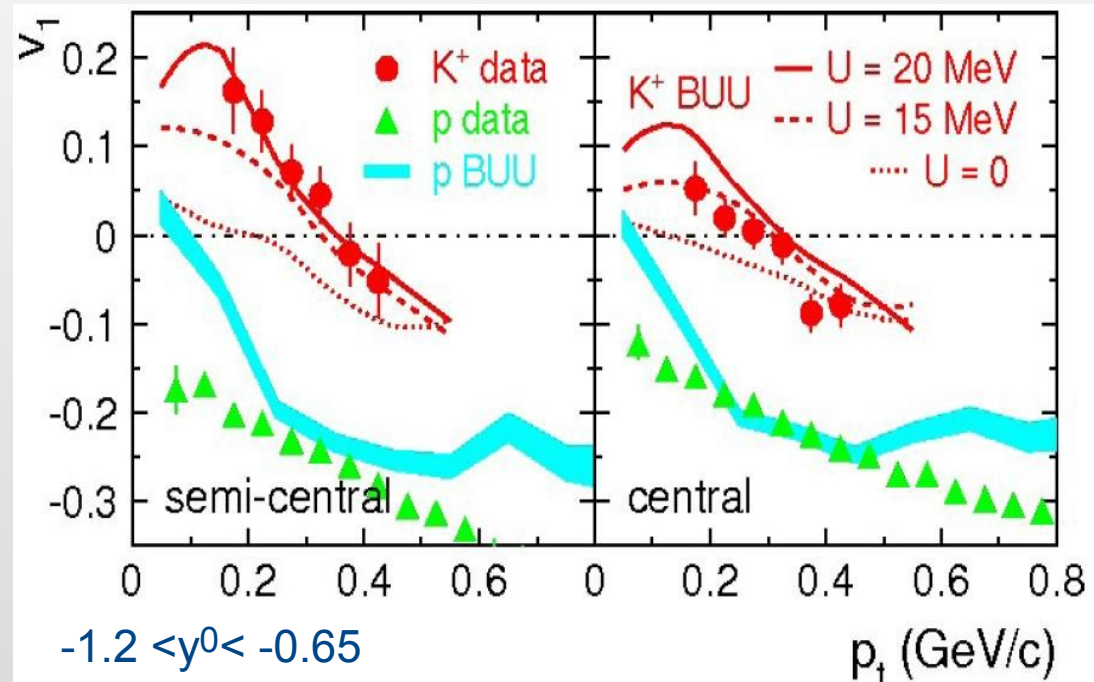 v₁
0.2
0.1
0
-0.1
-0.2
-0.3
K⁺ data
p data
p BUU
semi-central
K⁺ BUU
U = 20 MeV
U = 15 MeV
U = 0
central
0 0.2 0.4 0.6 0 0.2 0.4 0.6 0.8
-1.2 <y⁰< -0.65
pₜ (GeV/c)